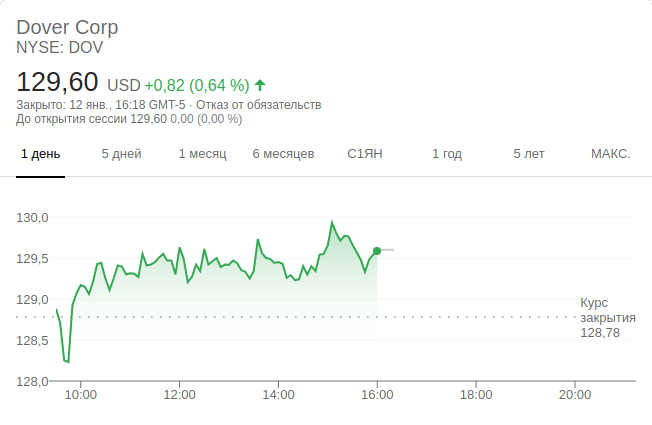 Dover Corp
NYSE: DOV
129,60 USD +0,82 (0,64 %)
Закрыто: 12 янв., 16:18 GMT-5 · Отказ от обязательств
До открытия сессии 129,60 0,00 (0,00 %)
1 день 5 дней 1 месяц 6 месяцев С1ЯН 1 год 5 лет МАКС.
130,0
129,5
129,0
Курс
закрытия
128,78
128,5
128,0
10:00 12:00 14:00 16:00 18:00 20:00